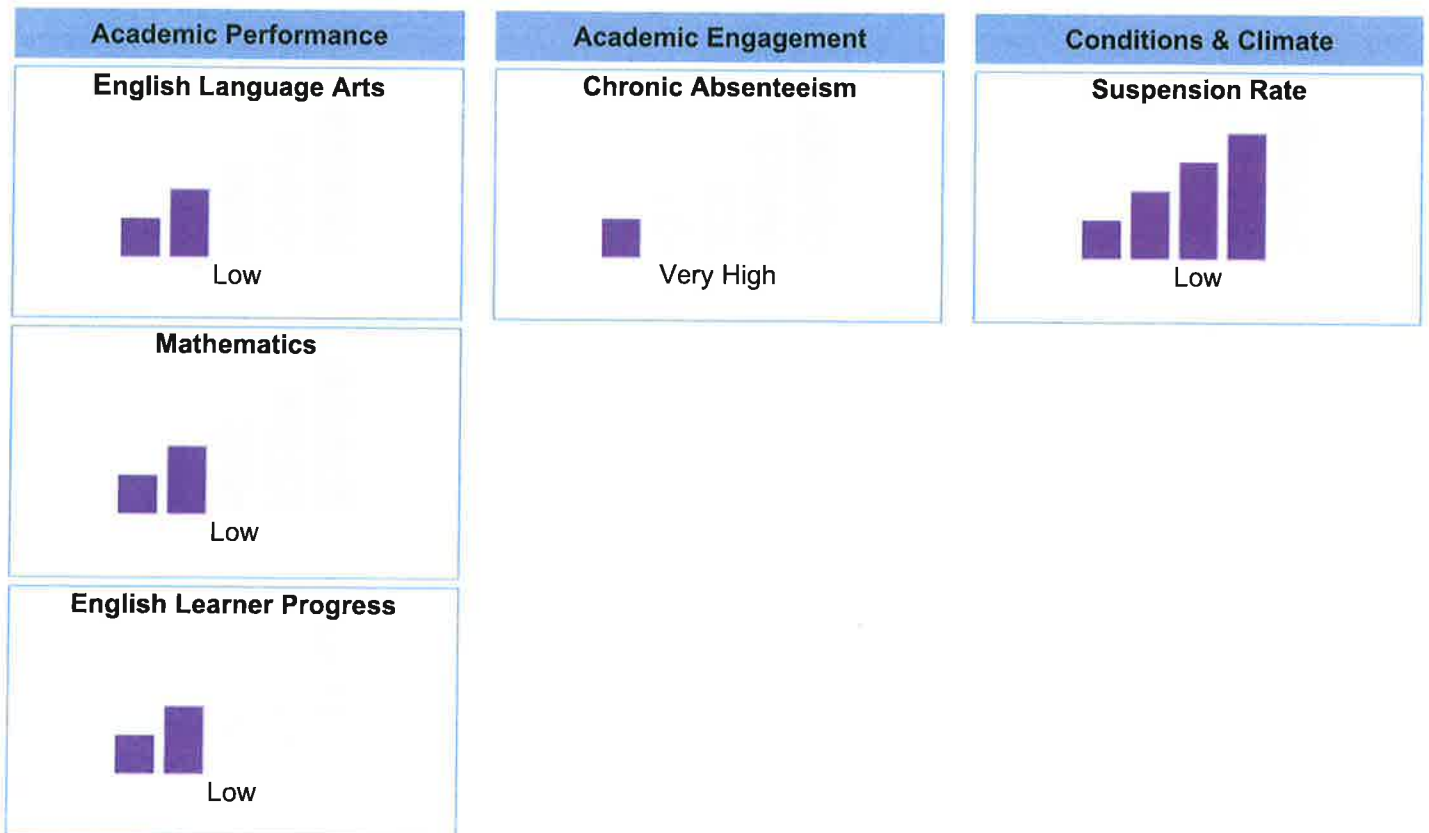 Academic Performance
Academic Engagement
Conditions & Climate
English Language Arts
Low
Chronic Absenteeism
Very High
Suspension Rate
Low
Mathematics
Low
English Learner Progress
Low